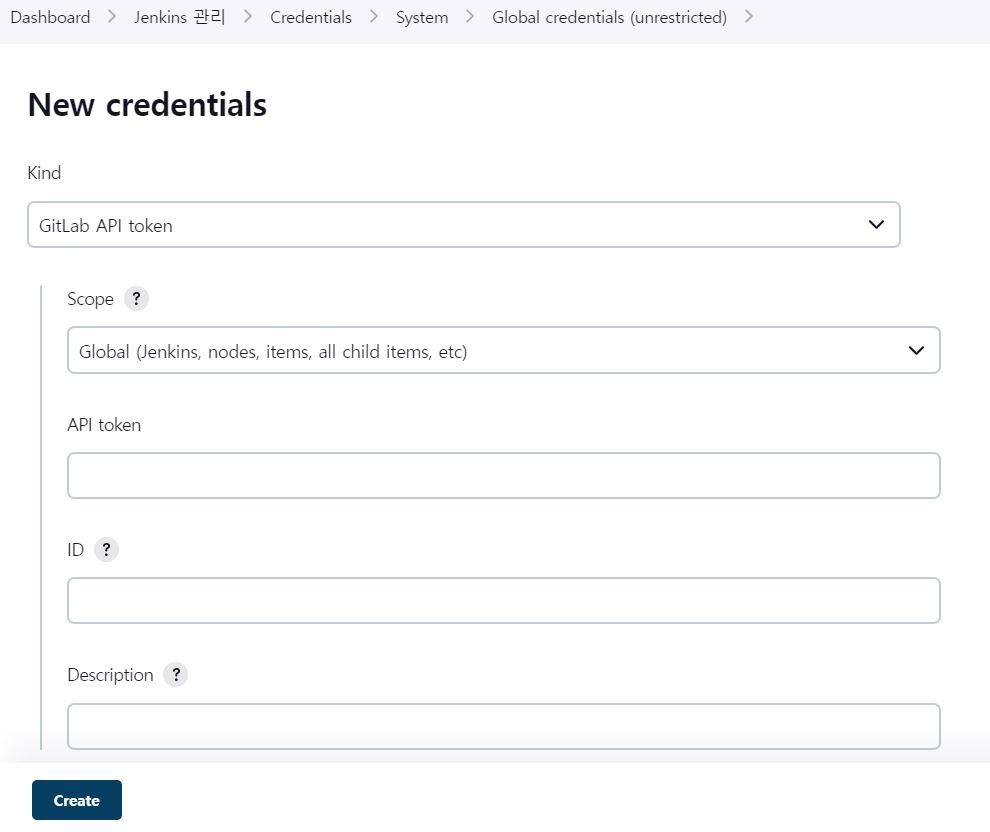 Dashboard > Jenkins 관리 > Credentials > System > Global credentials (unrestricted) >
New credentials
Kind
GitLab API token
Scope ?
Global (Jenkins, nodes, items, all child items, etc)
API token
ID ?
Description ?
Create